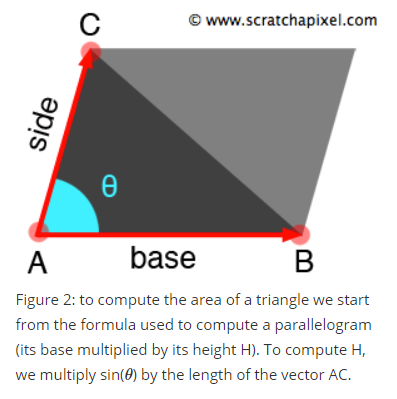 © www.scratchapixel.com
C
side
θ
A
base
B
Figure 2: to compute the area of a triangle we start
from the formula used to compute a parallelogram
(its base multiplied by its height H). To compute H,
we multiply sin(θ) by the length of the vector AC.